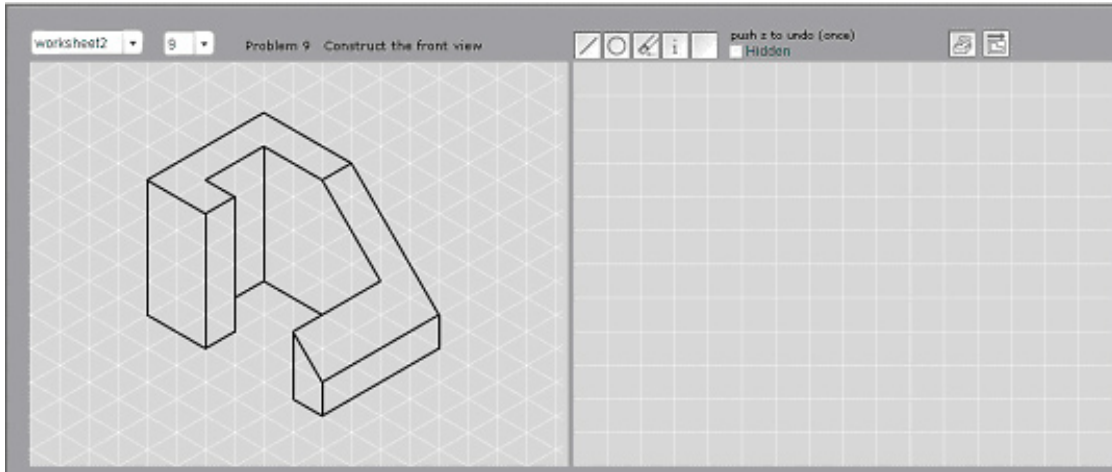 worksheet2
9
Problem 9 Construct the front view
i
push z to undo (once)
Hidden